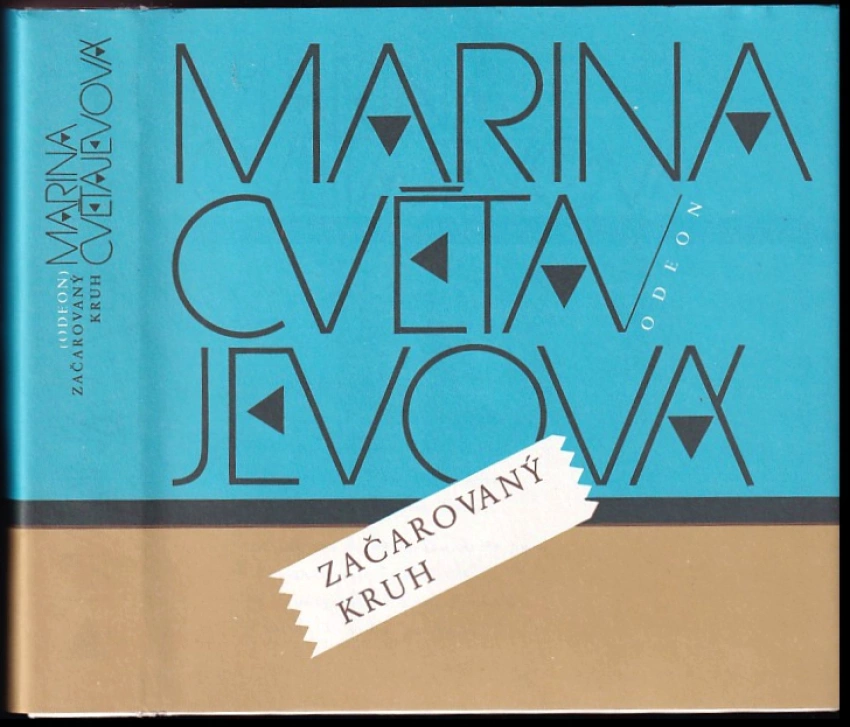 MARINA
CVĚTAJEVOVÁ
(ODEON)
ZAČAROVANÝ
KRUH
MARINA
CVĚTA
JEVOVÁ
ODEON
ZAČAROVANÝ
KRUH